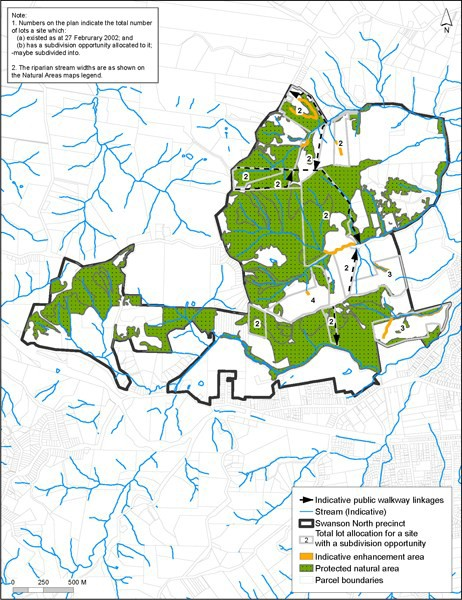 Note:
1. Numbers on the plan indicate the total number
of lots a site which:
(a) existed as at 27 Februrary 2002; and
(b) has a subdivision opportunity allocated to it;
-maybe subdivided into.
2. The riparian stream widths are as shown on
the Natural Areas maps legend.
N
2
2
2
2
2
2
2
3
4
2
2
3
Indicative public walkway linkages
Stream (Indicative)
Swanson North precinct
2 Total lot allocation for a site
with a subdivision opportunity
Indicative enhancement area
Protected natural area
Parcel boundaries
0 250 500 M